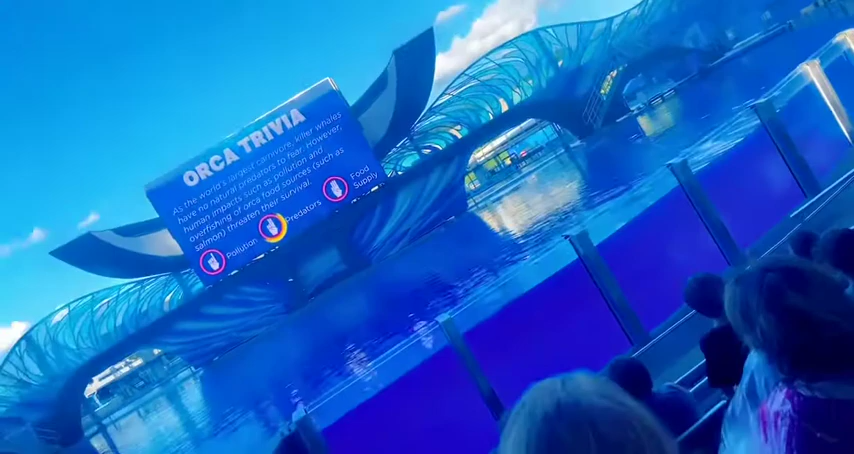 ORCA TRIVIA
As the world's largest carnivore, killer whales
have no natural predators to fear. However,
human impacts such as pollution and
overfishing of orca food sources (such as
salmon) threaten their survival.
Pollution
Predators
Food
Supply